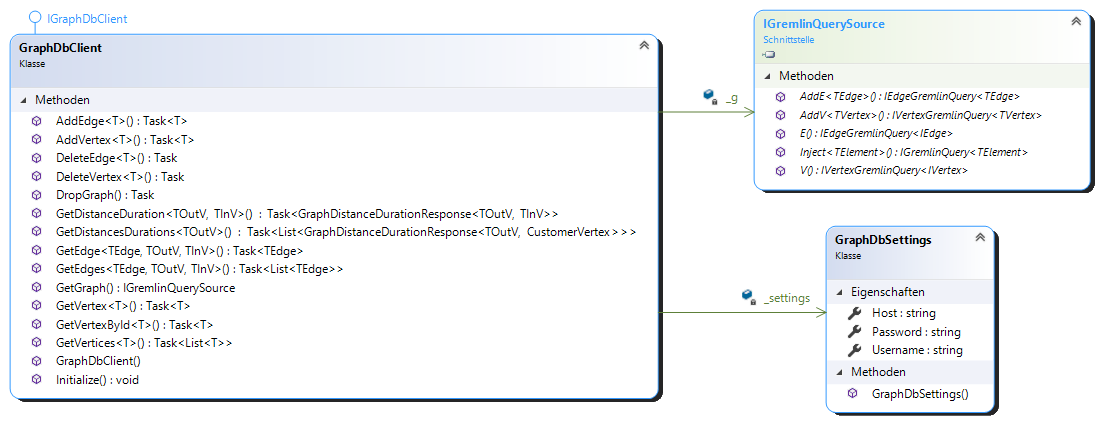 IGraphDbClient
GraphDbClient
Klasse
Methoden
AddEdge<T>() : Task<T>
AddVertex<T>() : Task<T>
DeleteEdge<T>() : Task
DeleteVertex<T>() : Task
DropGraph() : Task
GetDistanceDuration<TOutV, TInV>() : Task<GraphDistanceDurationResponse<TOutV, TInV>>
GetDistancesDurations<TOutV>() : Task<List<GraphDistanceDurationResponse<TOutV, CustomerVertex>>>
GetEdge<TEdge, TOutV, TInV>() : Task<TEdge>
GetEdges<TEdge, TOutV, TInV>() : Task<List<TEdge>>
GetGraph() : IGremlinQuerySource
GetVertex<T>() : Task<T>
GetVertexById<T>() : Task<T>
GetVertices<T>() : Task<List<T>>
GraphDbClient()
Initialize() : void
_g
IGremlinQuerySource
Schnittstelle
Methoden
AddE<TEdge>() : IEdgeGremlinQuery<TEdge>
AddV<TVertex>() : IVertexGremlinQuery<TVertex>
E() : IEdgeGremlinQuery<IEdge>
Inject<TElement>() : IGremlinQuery<TElement>
V() : IVertexGremlinQuery<IVertex>
_settings
GraphDbSettings
Klasse
Eigenschaften
Host : string
Password : string
Username : string
Methoden
GraphDbSettings()